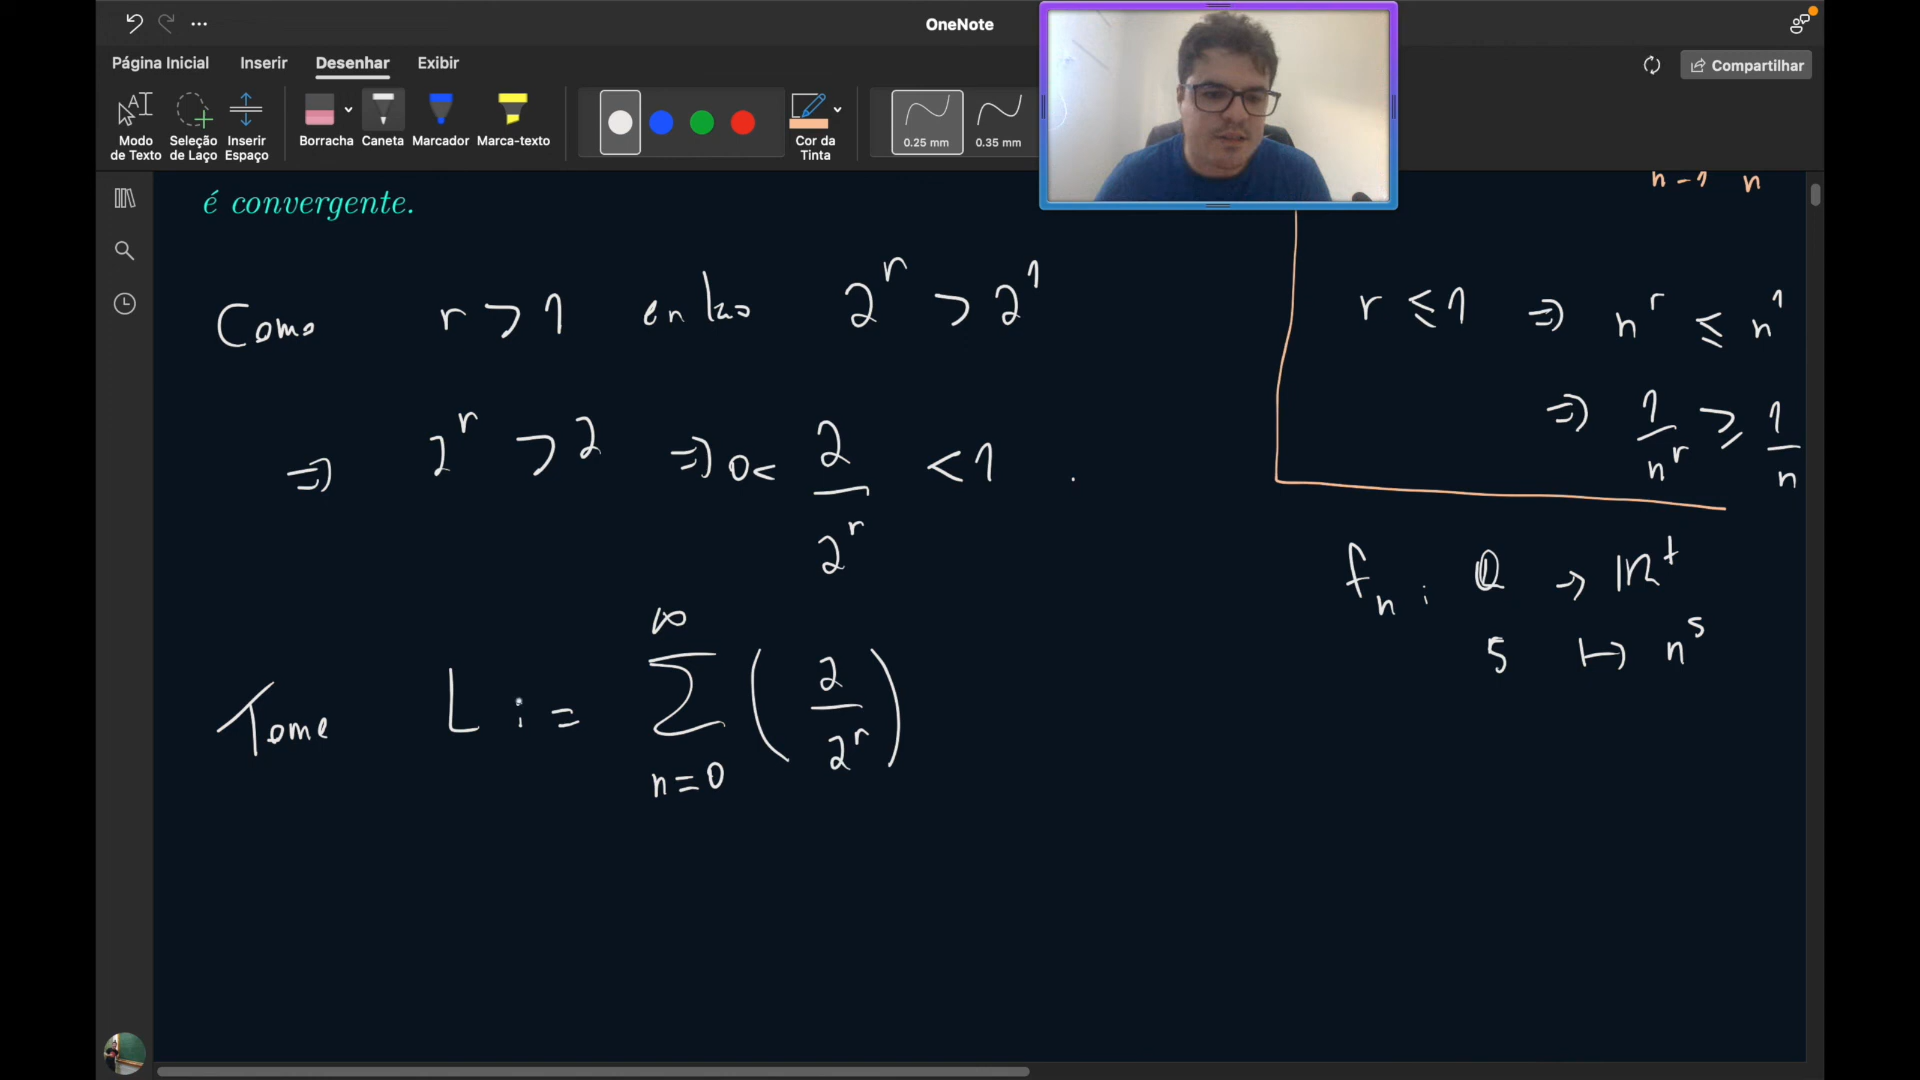 OneNote
Página Inicial Inserir Desenhar Exibir
Compartilhar
Modo de Texto
Seleção de Laço
Inserir Espaço
Borracha
Caneta
Marcador
Marca-texto
Cor da Tinta
0.25 mm
0.35 mm
n-1 n
é convergente.
Como r > 1 entao 2^r > 2^1
⇒ 2^r > 2 ⇒ 0 < 2/2^r < 1 .
Tome L := ∑_{n=0}^{∞} (2/2^r)
r ≤ 1 ⇒ n^r ≤ n^1
⇒ 1/n^r ≥ 1/n
f_n : ℚ → ℝ^+
s ↦ n^s